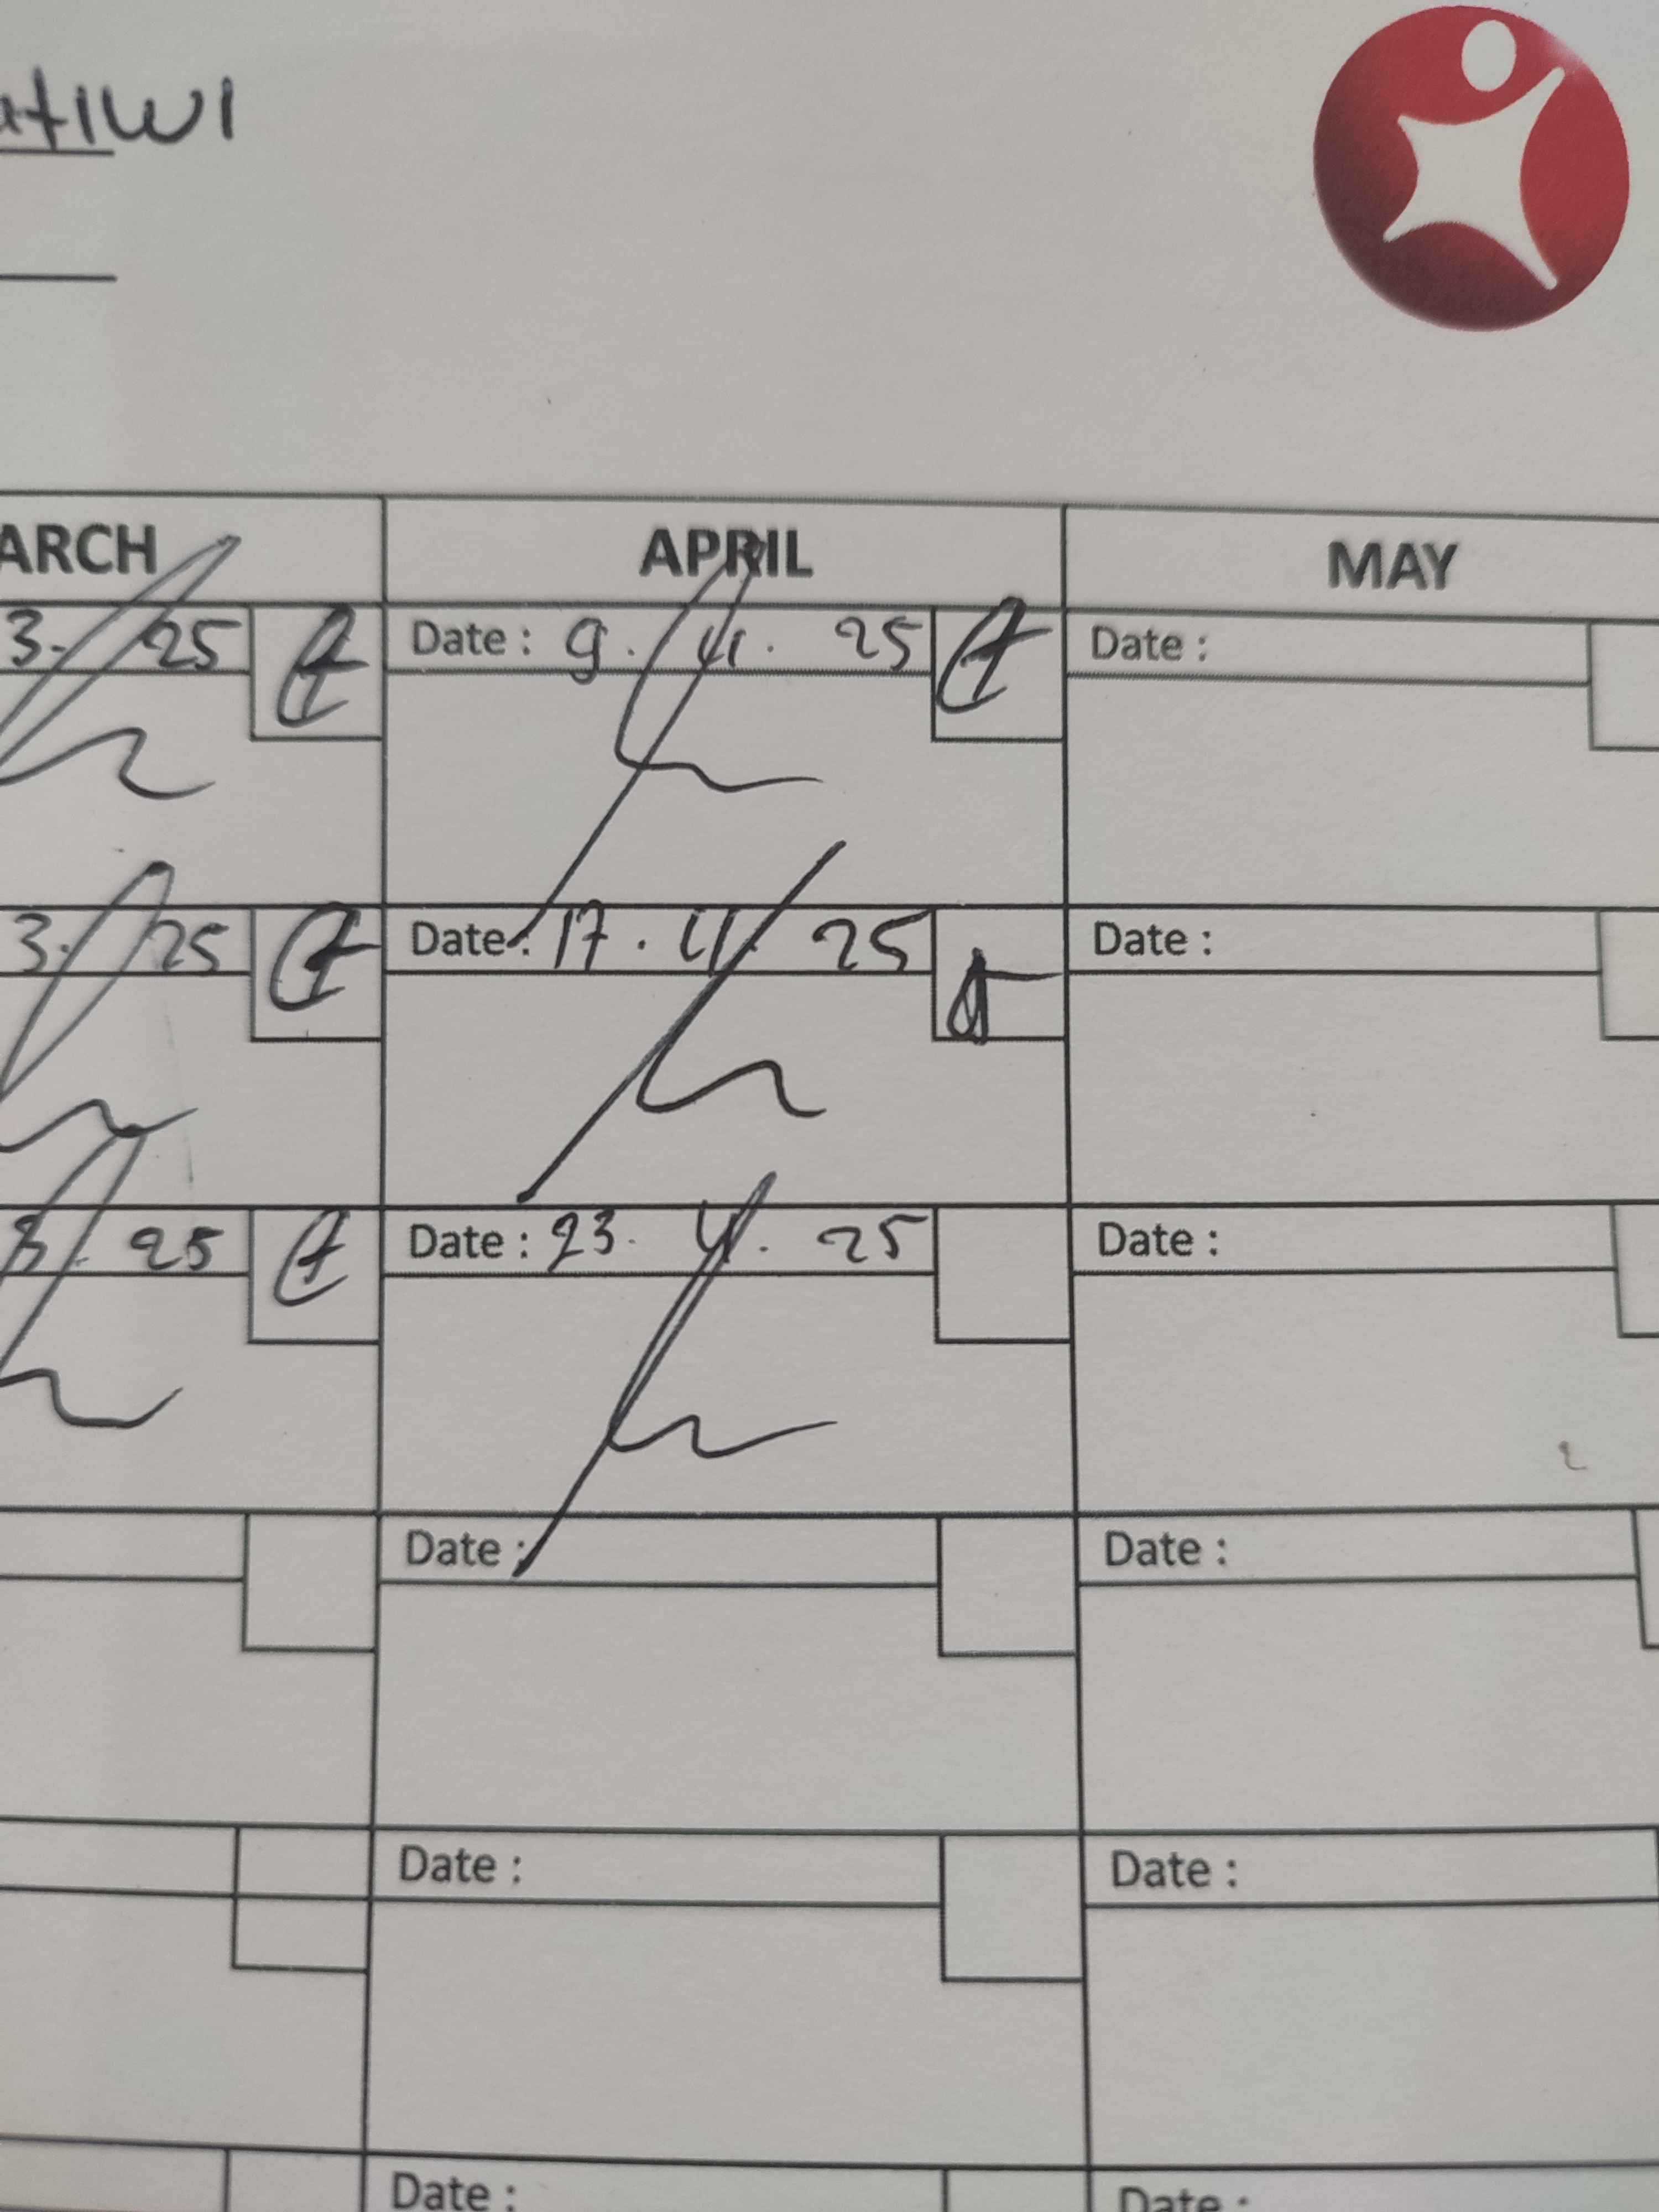 ARCH APRIL MAY
3. 25 Date : 9. 4. 25 Date :
3. 25 Date : 17. 4. 25 Date :
3. 25 Date : 23. 4. 25 Date :
Date : Date :
Date : Date :
Date : Date :